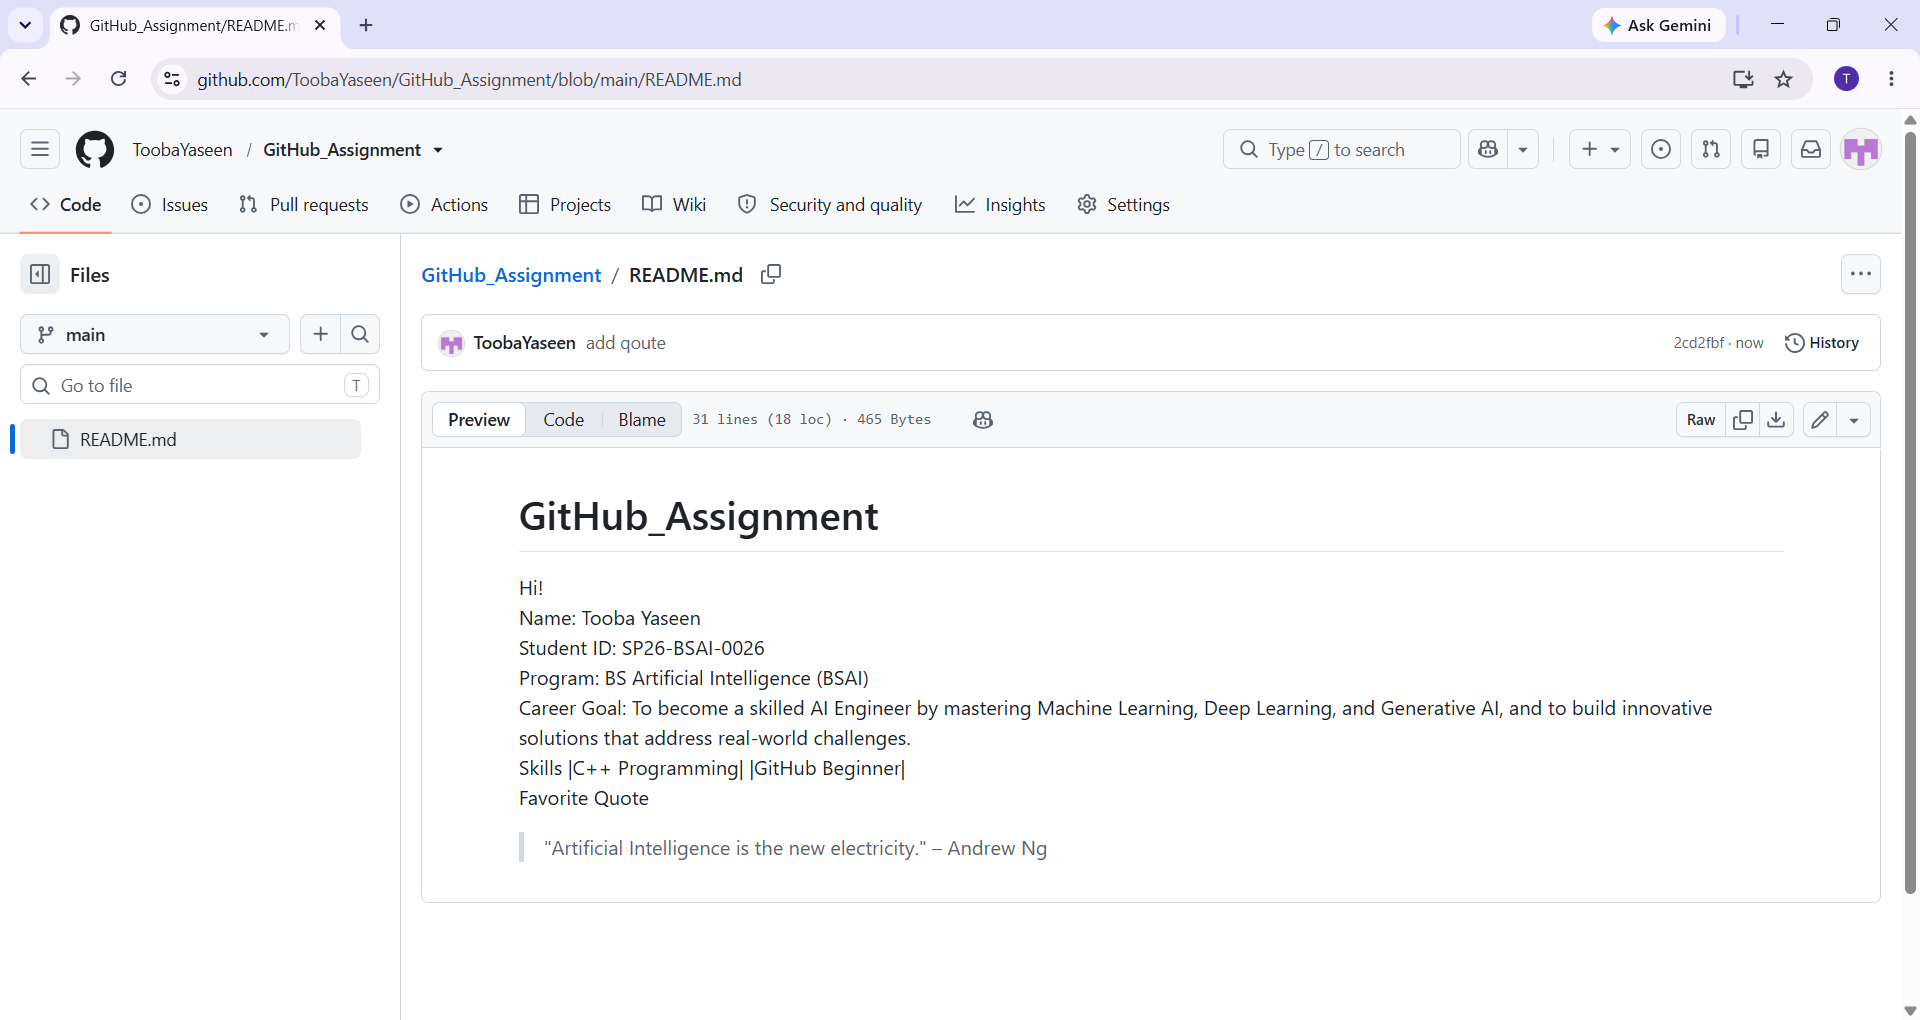 GitHub_Assignment/README.m
Ask Gemini
github.com/ToobaYaseen/GitHub_Assignment/blob/main/README.md
T
ToobaYaseen / GitHub_Assignment
Type / to search
Code
Issues
Pull requests
Actions
Projects
Wiki
Security and quality
Insights
Settings
Files
main
Go to file
T
README.md
GitHub_Assignment / README.md
ToobaYaseen add qoute
2cd2fbf · now
History
Preview
Code
Blame
31 lines (18 loc) · 465 Bytes
Raw
GitHub_Assignment
Hi!
Name: Tooba Yaseen
Student ID: SP26-BSAI-0026
Program: BS Artificial Intelligence (BSAI)
Career Goal: To become a skilled AI Engineer by mastering Machine Learning, Deep Learning, and Generative AI, and to build innovative
solutions that address real-world challenges.
Skills |C++ Programming| |GitHub Beginner|
Favorite Quote
"Artificial Intelligence is the new electricity." – Andrew Ng